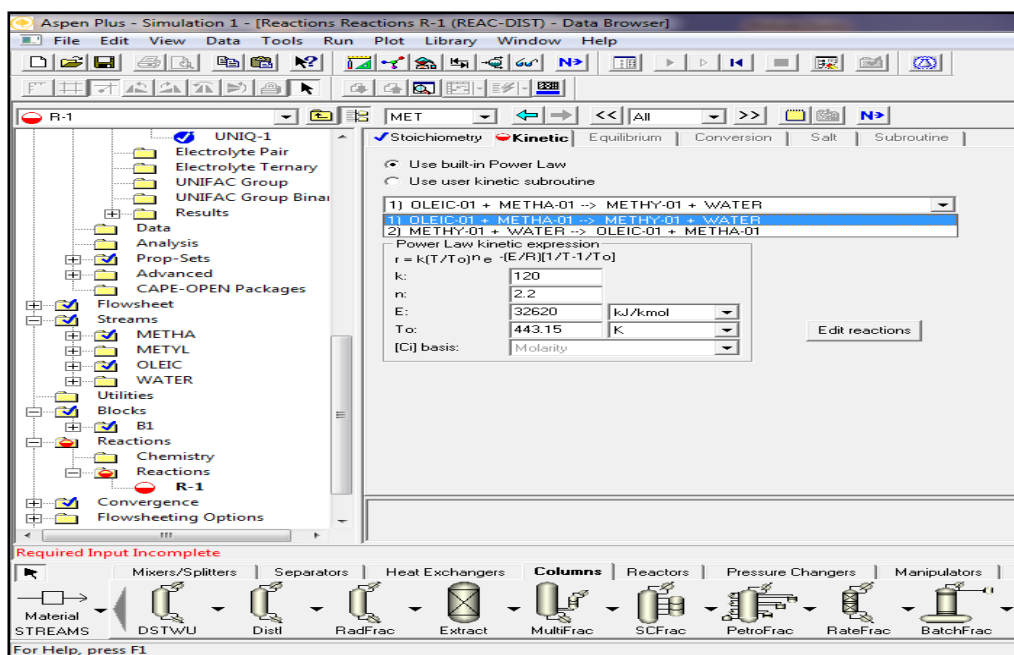 Aspen Plus - Simulation 1 - [Reactions Reactions R-1 (REAC-DIST) - Data Browser]
File Edit View Data Tools Run Plot Library Window Help
N>
R-1 MET << All >> N>
UNIQ-1
Electrolyte Pair
Electrolyte Ternary
UNIFAC Group
UNIFAC Group Binar
Results
Data
Analysis
Prop-Sets
Advanced
CAPE-OPEN Packages
Flowsheet
Streams
METHA
METYL
OLEIC
WATER
Utilities
Blocks
B1
Reactions
Chemistry
Reactions
R-1
Convergence
Flowsheeting Options
Stoichiometry Kinetic Equilibrium Conversion Salt Subroutine
Use built-in Power Law
Use user kinetic subroutine
1) OLEIC-01 + METHA-01 --> METHY-01 + WATER
1) OLEIC-01 + METHA-01 --> METHY-01 + WATER
2) METHY-01 + WATER --> OLEIC-01 + METHA-01
Power Law kinetic expression
r = k(T/To)n e -(E/R)[1/T-1/To]
k: 120
n: 2.2
E: 32620 kJ/kmol
To: 443.15 K
[Ci] basis: Molarity
Edit reactions
Required Input Incomplete
Mixers/Splitters Separators Heat Exchangers Columns Reactors Pressure Changers Manipulators
Material
STREAMS DSTWU Distl RadFrac Extract MultiFrac SCFrac PetroFrac RateFrac BatchFrac
For Help, press F1